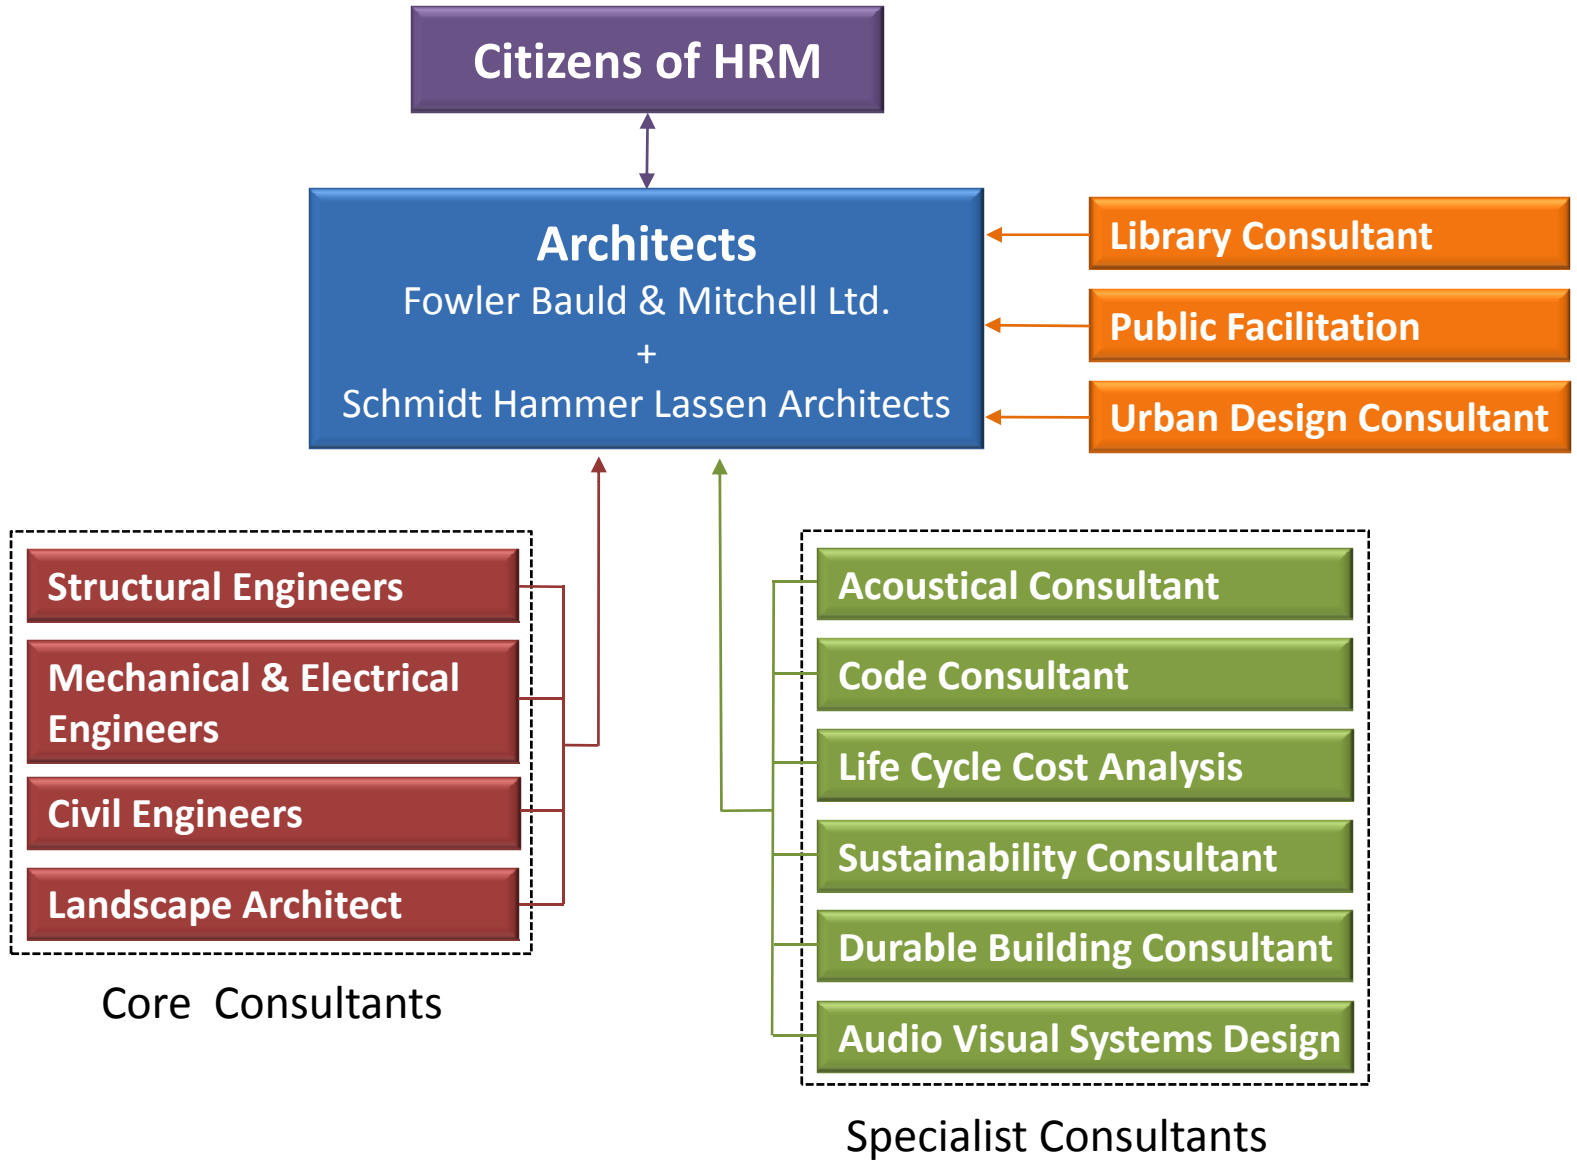 Citizens of HRM
Architects
Fowler Bauld & Mitchell Ltd.
+
Schmidt Hammer Lassen Architects
Library Consultant
Public Facilitation
Urban Design Consultant
Structural Engineers
Mechanical & Electrical
Engineers
Civil Engineers
Landscape Architect
Core Consultants
Acoustical Consultant
Code Consultant
Life Cycle Cost Analysis
Sustainability Consultant
Durable Building Consultant
Audio Visual Systems Design
Specialist Consultants